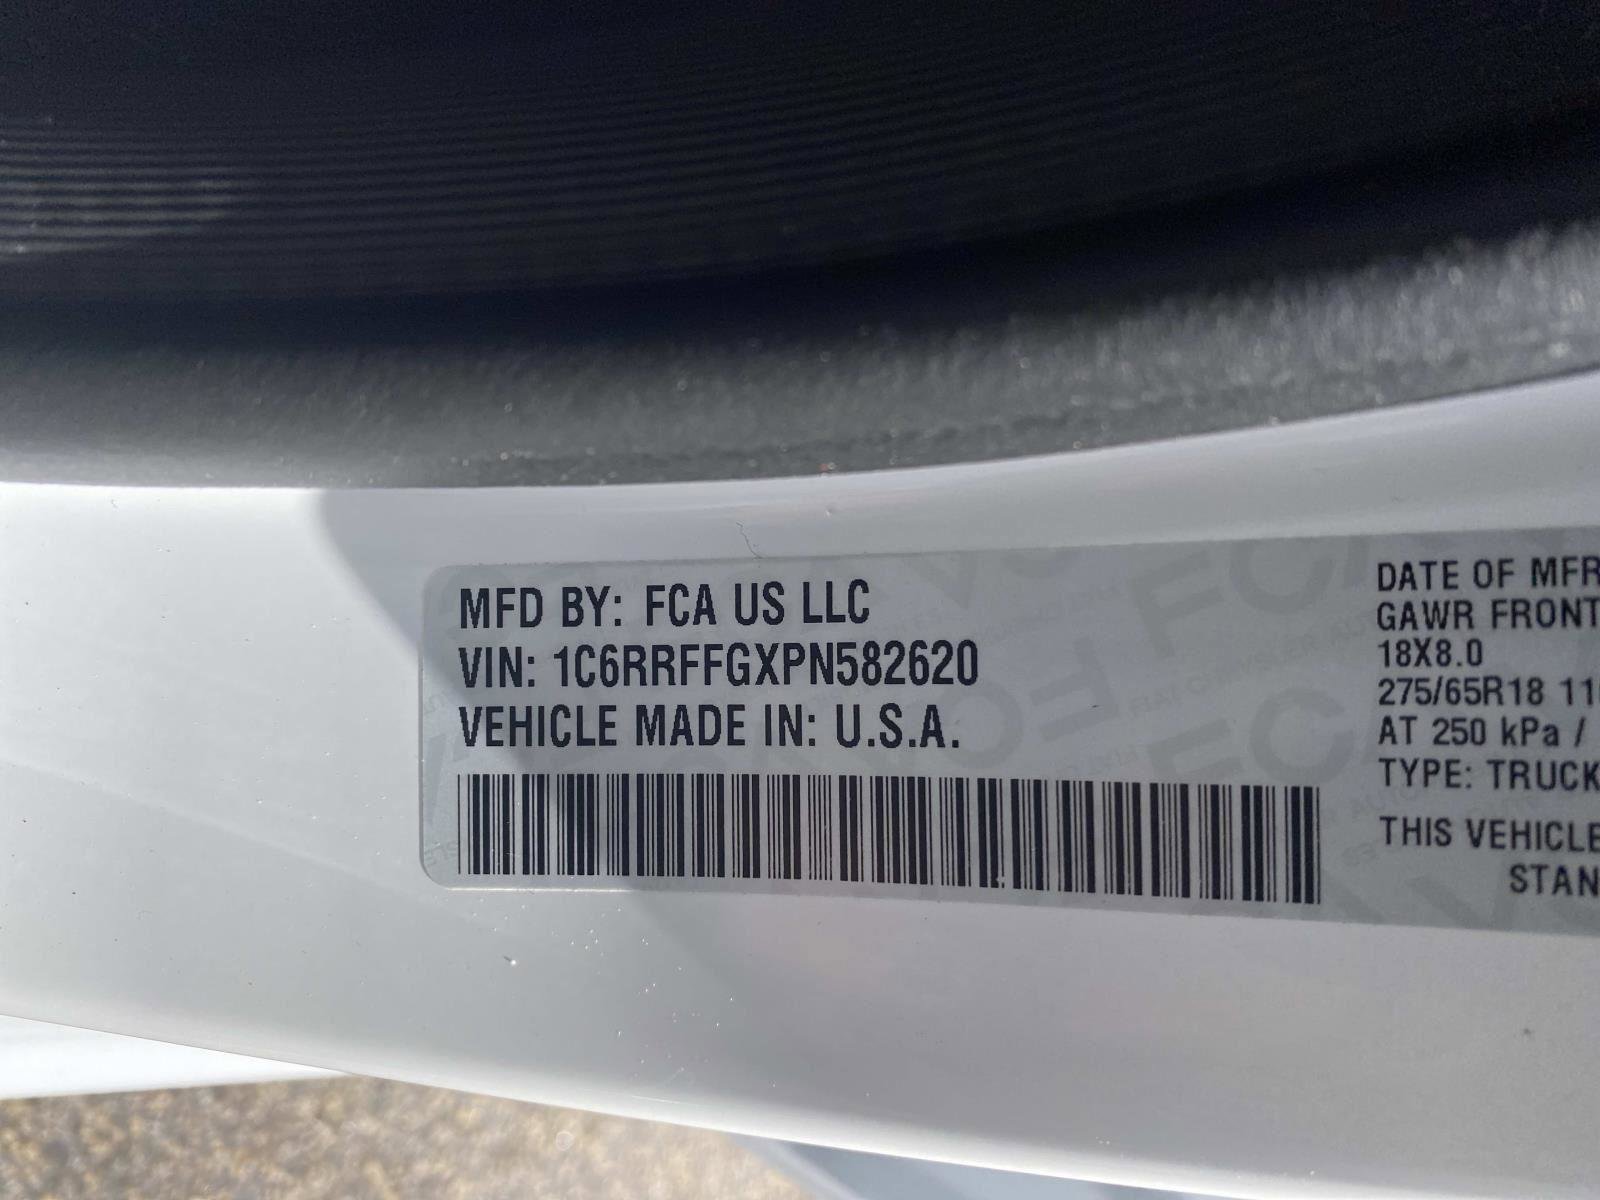 MFD BY: FCA US LLC
VIN: 1C6RRFFGXPN582620
VEHICLE MADE IN: U.S.A.
DATE OF MFR
GAWR FRONT
18X8.0
275/65R18 11
AT 250 kPa /
TYPE: TRUCK
THIS VEHICLE
STAN